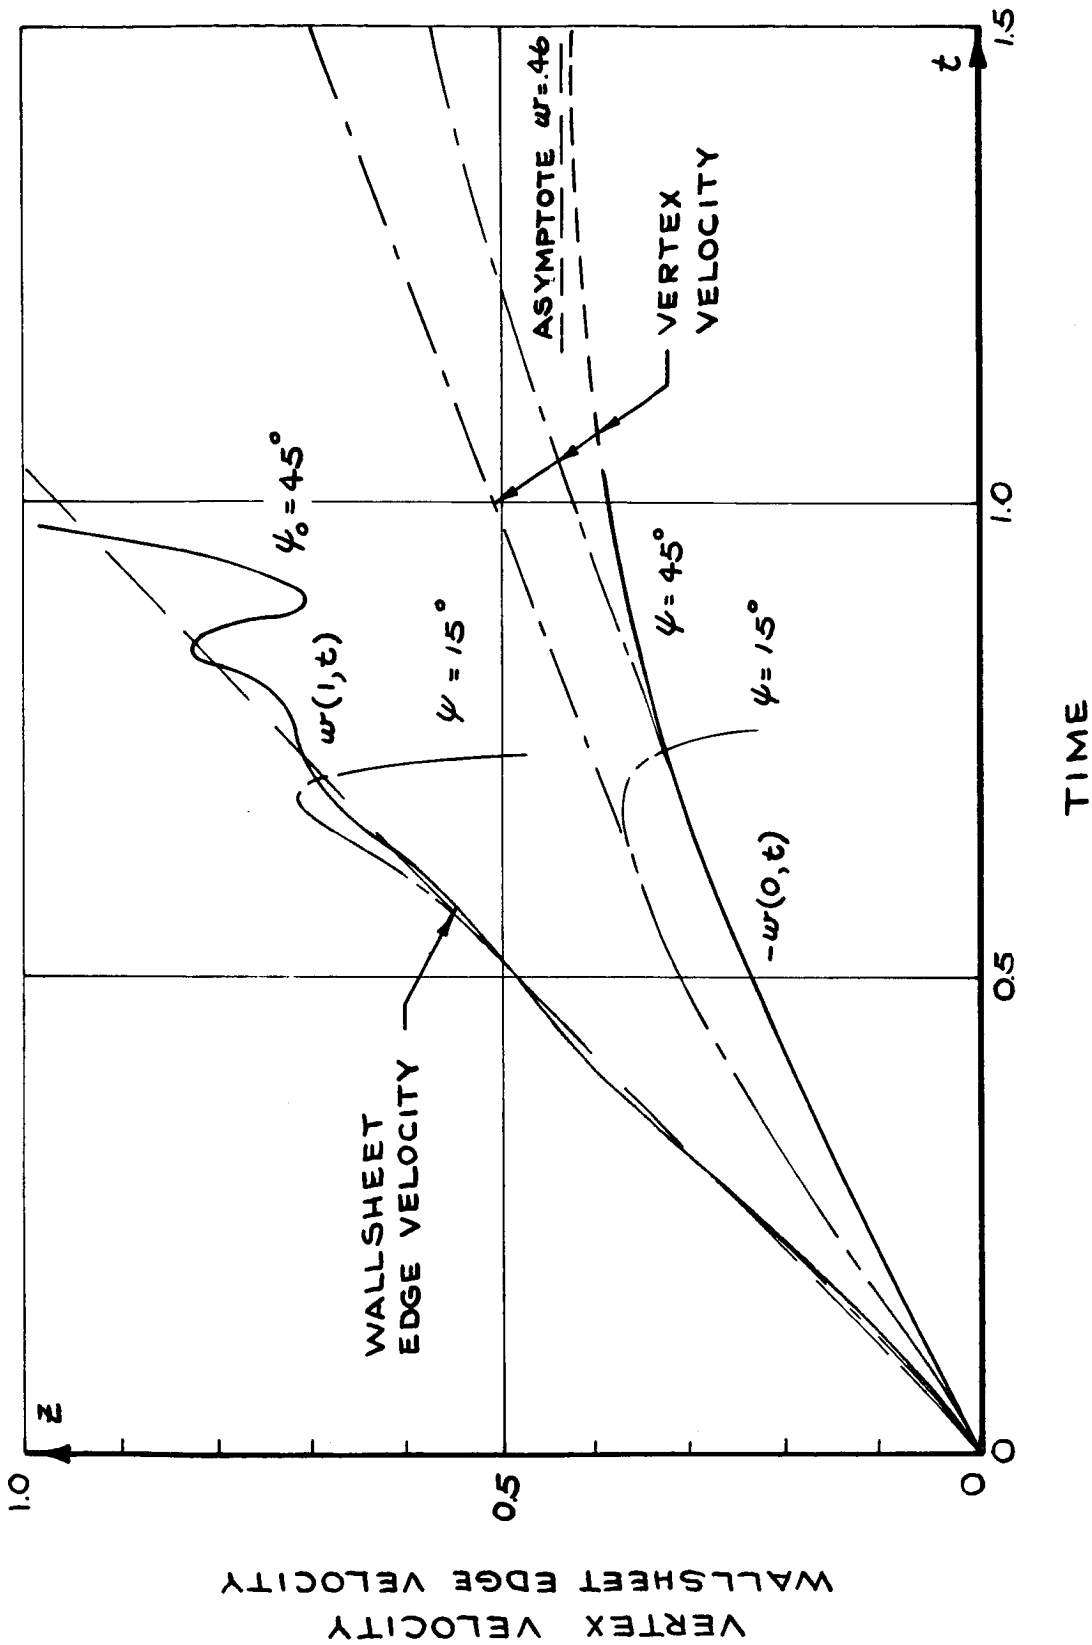 VERTEX VELOCITY
WALLSHEET EDGE VELOCITY
1.0
0.5
0
z
WALLSHEET
EDGE VELOCITY
w(1,t)
ψ₀ = 45°
ψ = 15°
ASYMPTOTE w=.46
VERTEX
VELOCITY
ψ = 45°
ψ = 15°
-w(0,t)
t
0
0.5
1.0
1.5
TIME